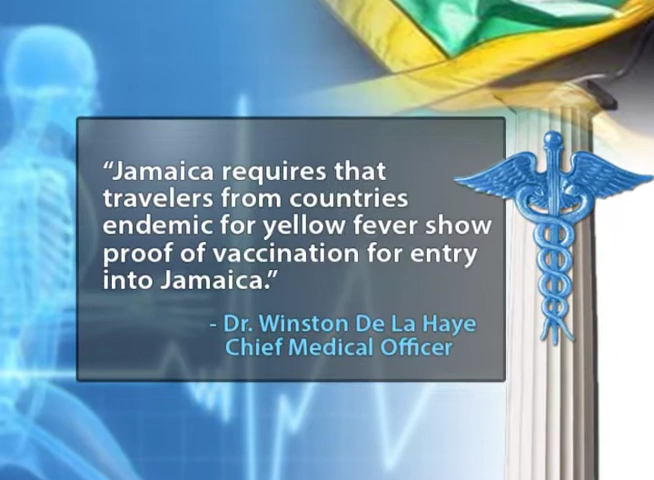 “Jamaica requires that
travelers from countries
endemic for yellow fever show
proof of vaccination for entry
into Jamaica.”
- Dr. Winston De La Haye
Chief Medical Officer